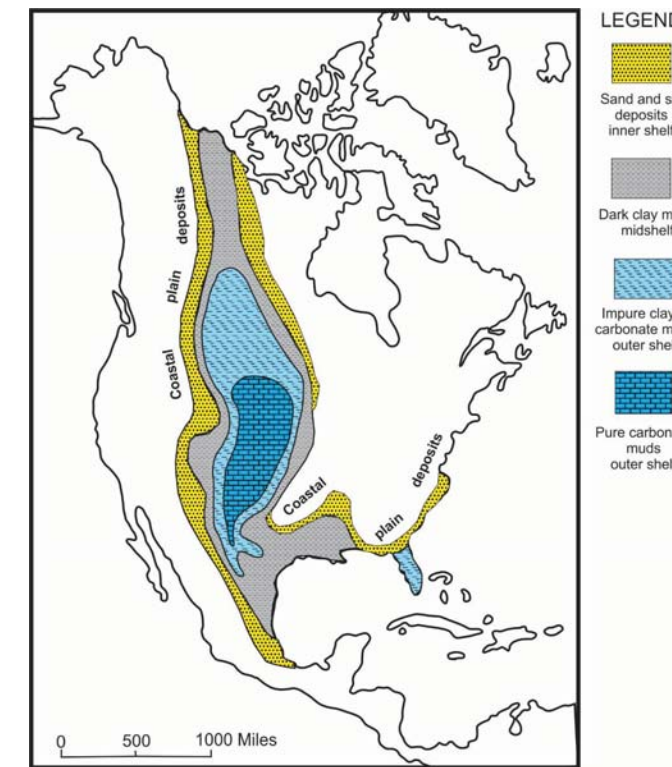 LEGEND
Sand and s
deposits
inner shelf
Dark clay m
midshelf
Impure clay
carbonate m
outer shel
Pure carbon
muds
outer shel
Coastal plain deposits
Coastal plain deposits
0 500 1000 Miles